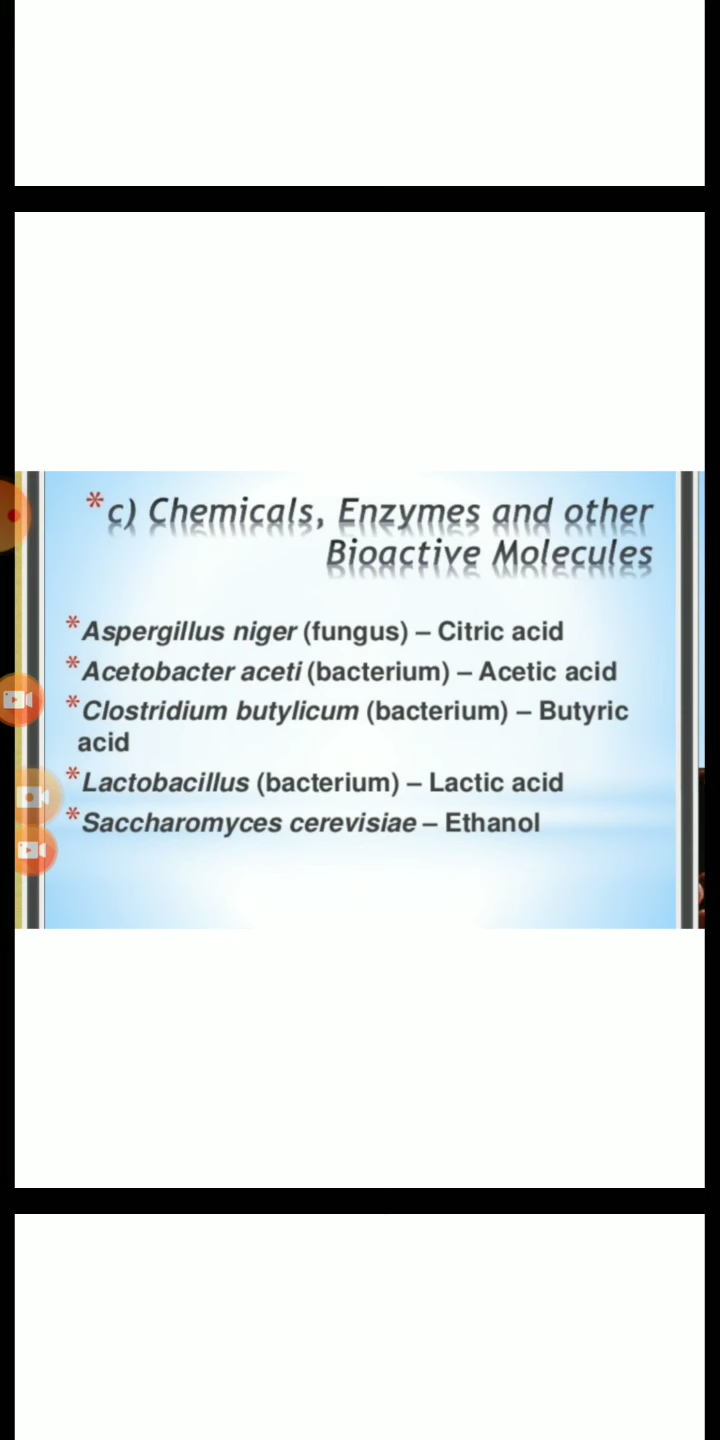 *c) Chemicals, Enzymes and other
Bioactive Molecules
*Aspergillus niger (fungus) – Citric acid
*Acetobacter aceti (bacterium) – Acetic acid
*Clostridium butylicum (bacterium) – Butyric
acid
*Lactobacillus (bacterium) – Lactic acid
*Saccharomyces cerevisiae – Ethanol